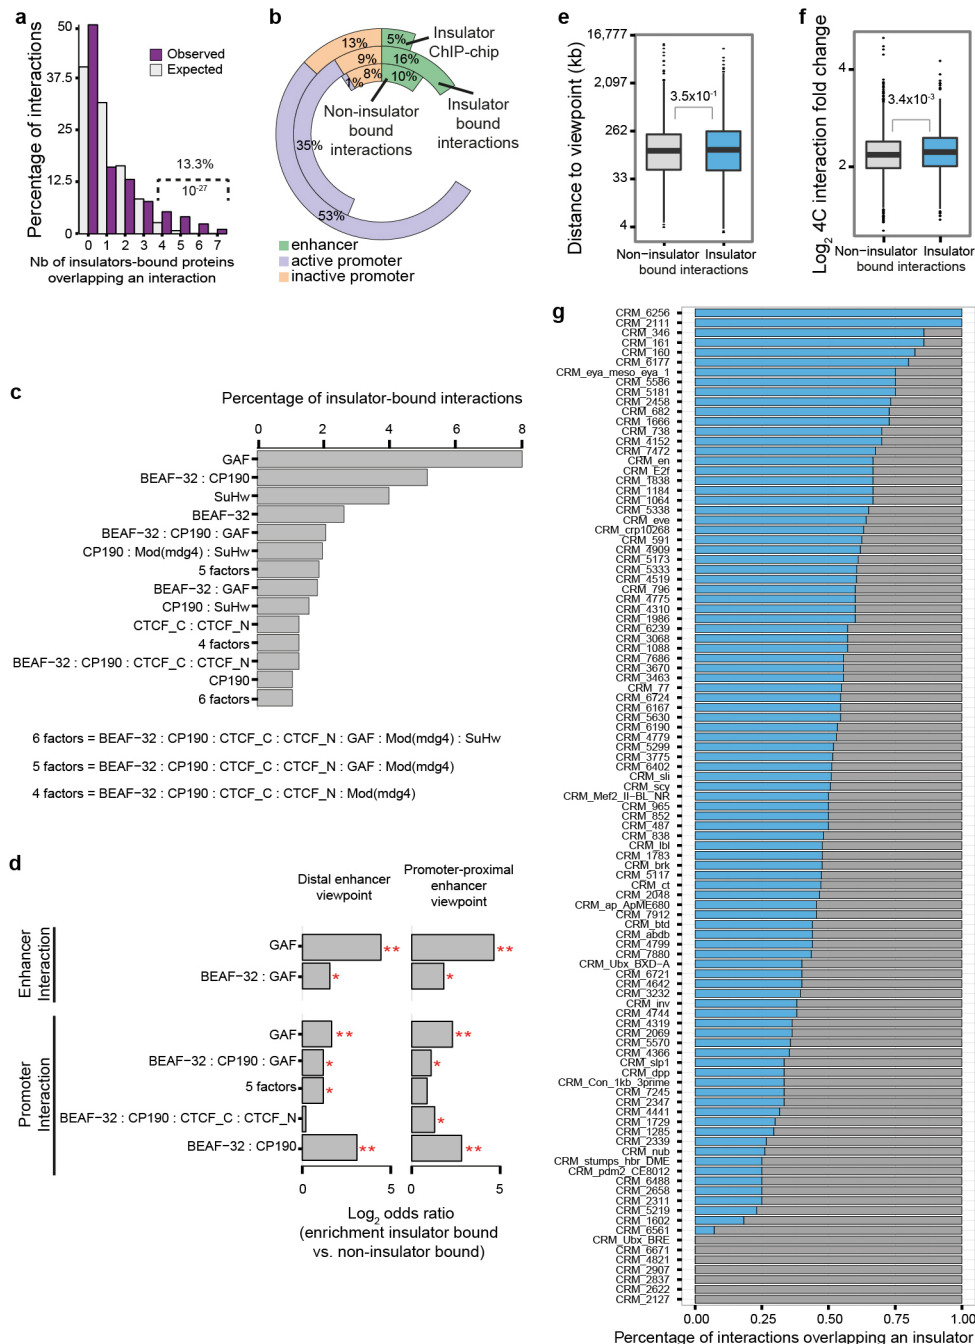 a
Percentage of interactions
50
37.5
25
12.5
0
Observed
Expected
13.3%
10-27
0 1 2 3 4 5 6 7
Nb of insulators-bound proteins
overlapping an interaction
b
13%
9%
8%
1%
5%
16%
10%
35%
53%
Insulator
ChIP-chip
Non-insulator
bound
interactions
Insulator
bound
interactions
enhancer
active promoter
inactive promoter
e
Distance to viewpoint (kb)
16,777
2,097
262
33
4
3.5x10-1
Non-insulator Insulator
bound interactions
f
Log2 4C interaction fold change
4
2
3.4x10-3
Non-insulator Insulator
bound interactions
c
Percentage of insulator-bound interactions
0 2 4 6 8
GAF
BEAF-32 : CP190
SuHw
BEAF-32
BEAF-32 : CP190 : GAF
CP190 : Mod(mdg4) : SuHw
5 factors
BEAF-32 : GAF
CP190 : SuHw
CTCF_C : CTCF_N
4 factors
BEAF-32 : CP190 : CTCF_C : CTCF_N
CP190
6 factors
6 factors = BEAF-32 : CP190 : CTCF_C : CTCF_N : GAF : Mod(mdg4) : SuHw
5 factors = BEAF-32 : CP190 : CTCF_C : CTCF_N : GAF : Mod(mdg4)
4 factors = BEAF-32 : CP190 : CTCF_C : CTCF_N : Mod(mdg4)
d
Distal enhancer
viewpoint
Promoter-proximal
enhancer
viewpoint
Enhancer
Interaction
GAF ** **
BEAF-32 : GAF * *
Promoter
Interaction
GAF ** **
BEAF-32 : CP190 : GAF * *
5 factors *
BEAF-32 : CP190 : CTCF_C : CTCF_N *
BEAF-32 : CP190 ** **
0 5 0 5
Log2 odds ratio
(enrichment insulator bound
vs. non-insulator bound)
g
CRM_6256
CRM_2111
CRM_346
CRM_161
CRM_160
CRM_6177
CRM_eya_meso_eya_1
CRM_5586
CRM_5181
CRM_2458
CRM_682
CRM_1666
CRM_738
CRM_4152
CRM_7472
CRM_en
CRM_E2f
CRM_1838
CRM_1184
CRM_1064
CRM_5338
CRM_eve
CRM_crp10268
CRM_591
CRM_4909
CRM_5173
CRM_5333
CRM_4519
CRM_796
CRM_4775
CRM_4310
CRM_1986
CRM_6239
CRM_3068
CRM_1088
CRM_7686
CRM_3670
CRM_3463
CRM_77
CRM_6724
CRM_6167
CRM_5630
CRM_6190
CRM_4779
CRM_5299
CRM_3775
CRM_6402
CRM_sli
CRM_scy
CRM_Mef2_II-BL_NR
CRM_965
CRM_852
CRM_487
CRM_838
CRM_lbl
CRM_1783
CRM_brk
CRM_5117
CRM_ct
CRM_2048
CRM_ap_ApME680
CRM_7912
CRM_btd
CRM_abdb
CRM_4799
CRM_7880
CRM_Ubx_BXD-A
CRM_6721
CRM_4642
CRM_3232
CRM_inv
CRM_4744
CRM_4319
CRM_2069
CRM_5570
CRM_4366
CRM_slp1
CRM_dpp
CRM_Con_1kb_3prime
CRM_7245
CRM_2347
CRM_4441
CRM_1729
CRM_1285
CRM_2339
CRM_nub
CRM_stumps_hbr_DME
CRM_pdm2_CE8012
CRM_6488
CRM_2658
CRM_2311
CRM_5219
CRM_1602
CRM_6561
CRM_Ubx_BRE
CRM_6671
CRM_4821
CRM_2907
CRM_2837
CRM_2622
CRM_2127
0.00 0.25 0.50 0.75 1.00
Percentage of interactions overlapping an insulator